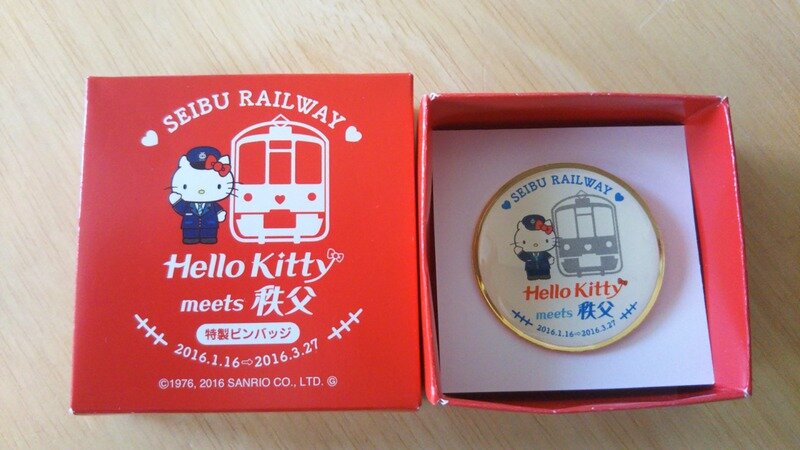 SEIBU RAILWAY
Hello Kitty
meets 秩父
特製ピンバッジ
2016.1.16⇨2016.3.27
©1976, 2016 SANRIO CO., LTD. Ⓖ
SEIBU RAILWAY
Hello Kitty
meets 秩父
2016.1.16⇨2016.3.27